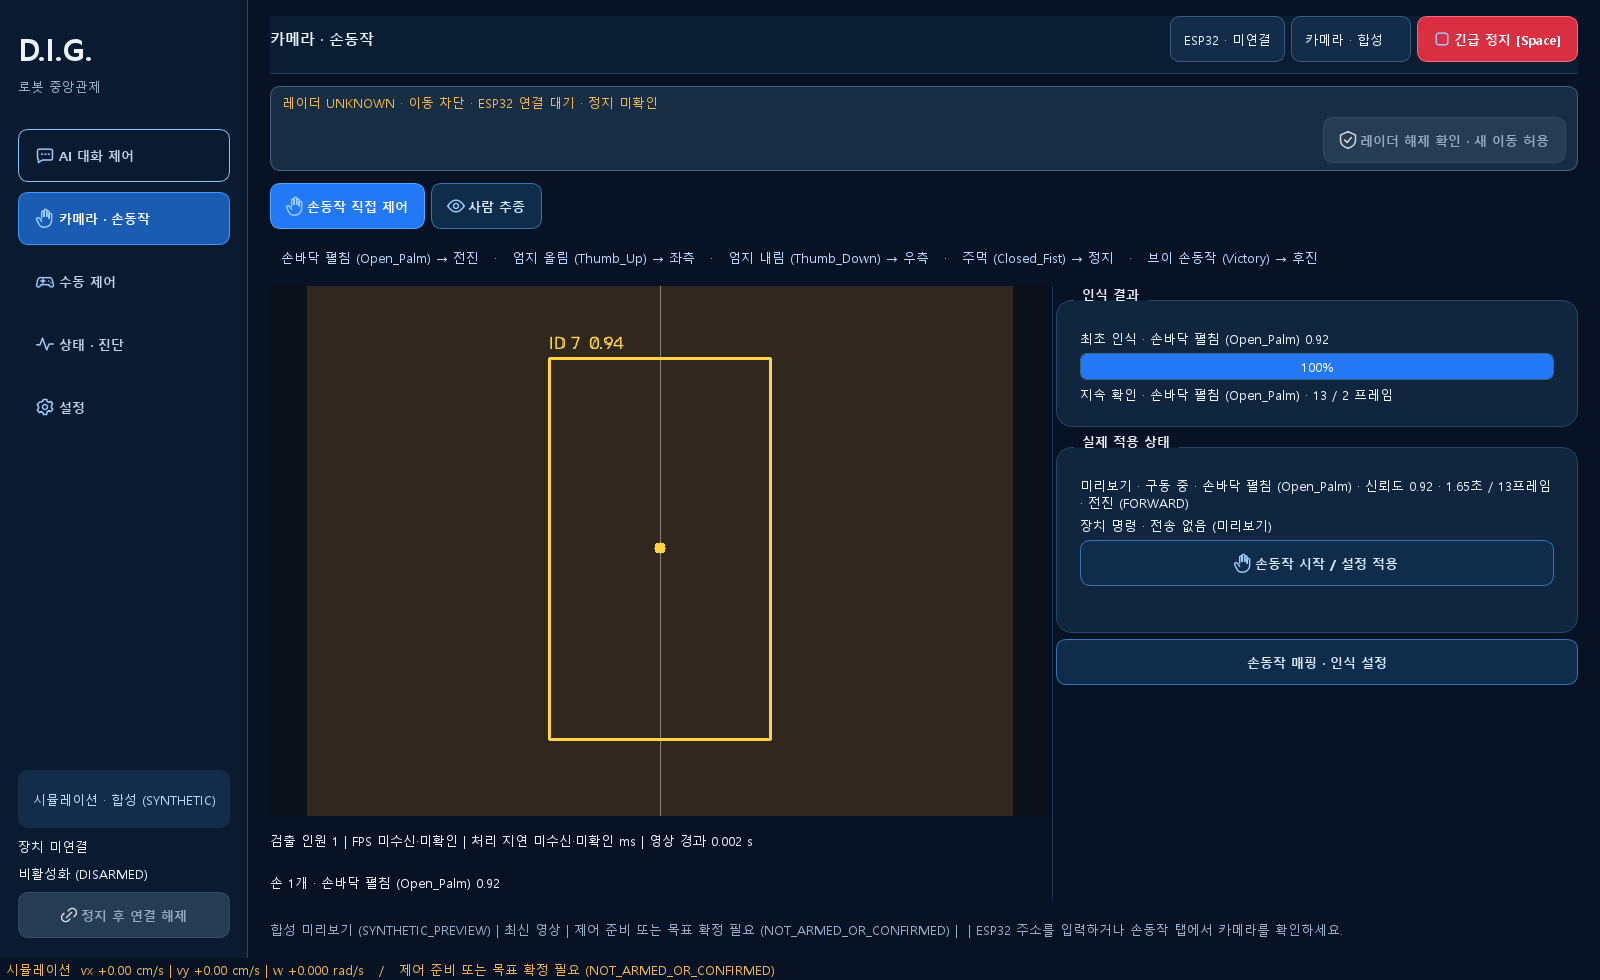 D.I.G.
로봇 중앙관제
AI 대화 제어
카메라 · 손동작
수동 제어
상태 · 진단
설정
시뮬레이션 · 합성 (SYNTHETIC)
장치 미연결
비활성화 (DISARMED)
정지 후 연결 해제
카메라 · 손동작
ESP32 · 미연결
카메라 · 합성
긴급 정지 [Space]
레이더 UNKNOWN · 이동 차단 · ESP32 연결 대기 · 정지 미확인
레이더 해제 확인 · 새 이동 허용
손동작 직접 제어
사람 추종
손바닥 펼침 (Open_Palm) → 전진 · 엄지 올림 (Thumb_Up) → 좌측 · 엄지 내림 (Thumb_Down) → 우측 · 주먹 (Closed_Fist) → 정지 · 브이 손동작 (Victory) → 후진
ID 7 0.94
인식 결과
최초 인식 · 손바닥 펼침 (Open_Palm) 0.92
100%
지속 확인 · 손바닥 펼침 (Open_Palm) · 13 / 2 프레임
실제 적용 상태
미리보기 · 구동 중 · 손바닥 펼침 (Open_Palm) · 신뢰도 0.92 · 1.65초 / 13프레임
· 전진 (FORWARD)
장치 명령 · 전송 없음 (미리보기)
손동작 시작 / 설정 적용
손동작 매핑 · 인식 설정
검출 인원 1 | FPS 미수신·미확인 | 처리 지연 미수신·미확인 ms | 영상 경과 0.002 s
손 1개 · 손바닥 펼침 (Open_Palm) 0.92
합성 미리보기 (SYNTHETIC_PREVIEW) | 최신 영상 | 제어 준비 또는 목표 확정 필요 (NOT_ARMED_OR_CONFIRMED) | | ESP32 주소를 입력하거나 손동작 탭에서 카메라를 확인하세요.
시뮬레이션 vx +0.00 cm/s | vy +0.00 cm/s | w +0.000 rad/s / 제어 준비 또는 목표 확정 필요 (NOT_ARMED_OR_CONFIRMED)